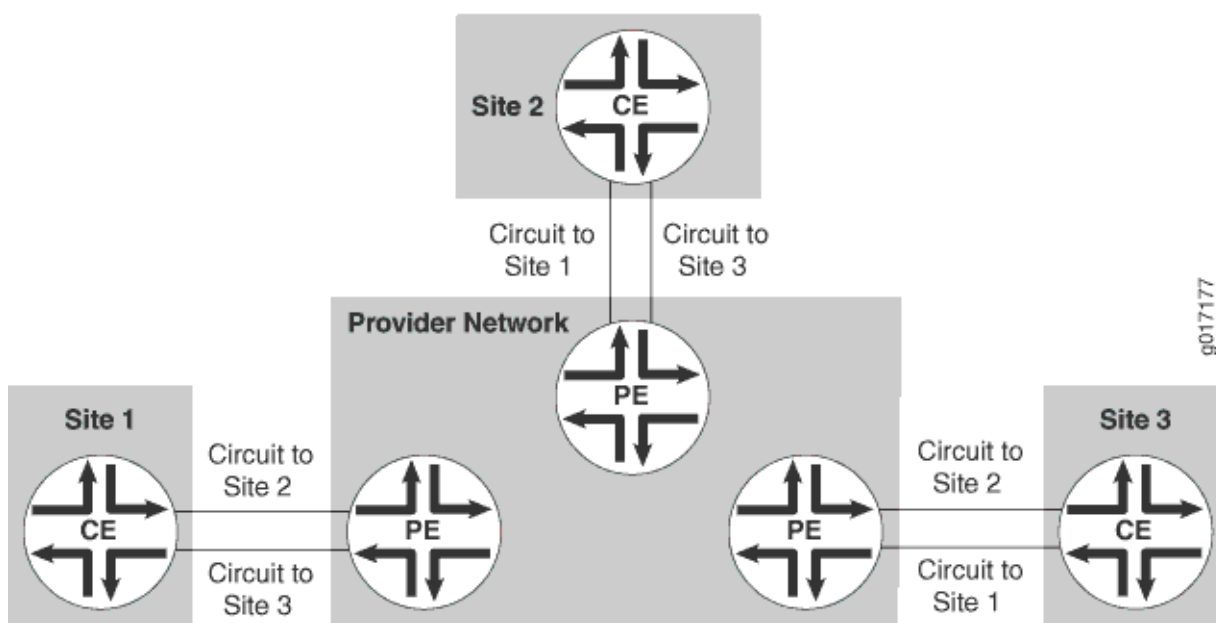 Site 2
CE
Circuit to
Site 1
Circuit to
Site 3
Provider Network
PE
g017177
Site 1
CE
Circuit to
Site 2
Circuit to
Site 3
PE
PE
Circuit to
Site 2
Circuit to
Site 1
Site 3
CE